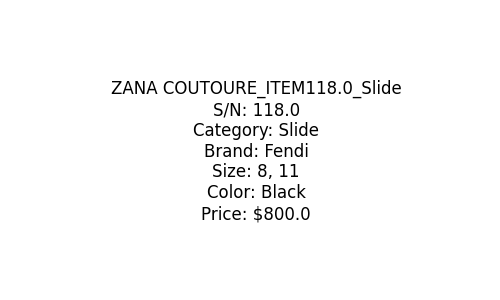 ZANA COUTOURE_ITEM118.0_Slide
S/N: 118.0
Category: Slide
Brand: Fendi
Size: 8, 11
Color: Black
Price: $800.0